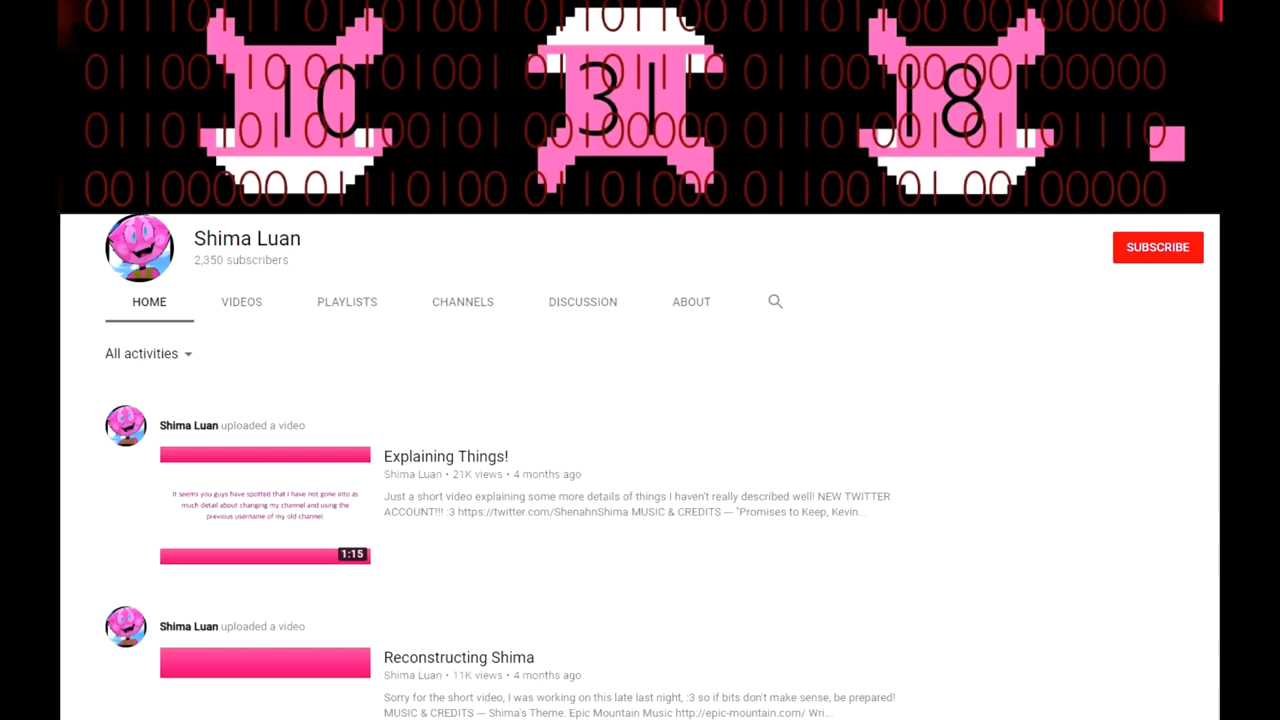 10 31 18
00100000 01110100 01101000 01100101 00100000
Shima Luan
2,350 subscribers
SUBSCRIBE
HOME VIDEOS PLAYLISTS CHANNELS DISCUSSION ABOUT
All activities
Shima Luan uploaded a video
Explaining Things!
Shima Luan • 21K views • 4 months ago
It seems you guys have spotted that I have not gone into as
much detail about changing my channel and using the
previous username of my old channel.
1:15
Just a short video explaining some more details of things I haven't really described well! NEW TWITTER
ACCOUNT!!! :3 https://twitter.com/ShenahnShima MUSIC & CREDITS — "Promises to Keep, Kevin...
Shima Luan uploaded a video
Reconstructing Shima
Shima Luan • 11K views • 4 months ago
Sorry for the short video, I was working on this late last night, :3 so if bits don't make sense, be prepared!
MUSIC & CREDITS — Shima's Theme. Epic Mountain Music http://epic-mountain.com/ Wri...